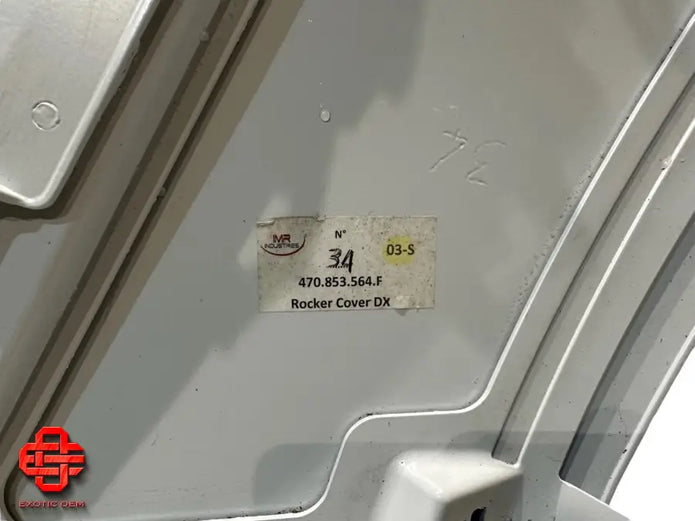 34
IMR
INDUSTRIES
N°
34
03-S
470.853.564.F
Rocker Cover DX
EXOTIC OEM